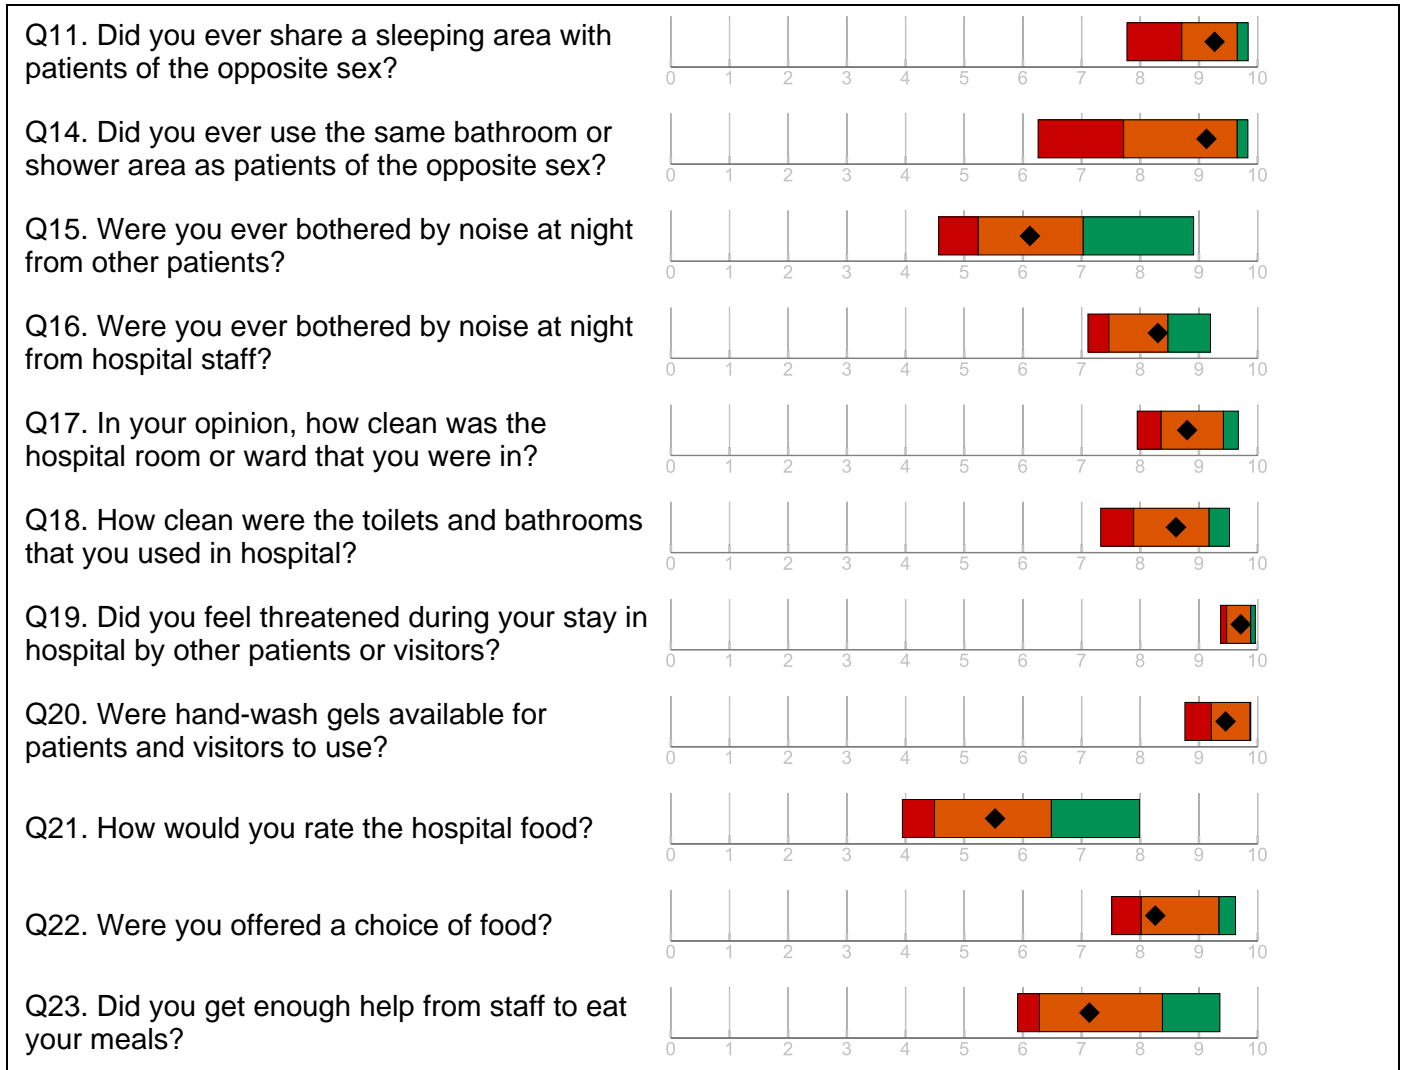 Q11. Did you ever share a sleeping area with
patients of the opposite sex?
0 1 2 3 4 5 6 7 8 9 10
Q14. Did you ever use the same bathroom or
shower area as patients of the opposite sex?
0 1 2 3 4 5 6 7 8 9 10
Q15. Were you ever bothered by noise at night
from other patients?
0 1 2 3 4 5 6 7 8 9 10
Q16. Were you ever bothered by noise at night
from hospital staff?
0 1 2 3 4 5 6 7 8 9 10
Q17. In your opinion, how clean was the
hospital room or ward that you were in?
0 1 2 3 4 5 6 7 8 9 10
Q18. How clean were the toilets and bathrooms
that you used in hospital?
0 1 2 3 4 5 6 7 8 9 10
Q19. Did you feel threatened during your stay in
hospital by other patients or visitors?
0 1 2 3 4 5 6 7 8 9 10
Q20. Were hand-wash gels available for
patients and visitors to use?
0 1 2 3 4 5 6 7 8 9 10
Q21. How would you rate the hospital food?
0 1 2 3 4 5 6 7 8 9 10
Q22. Were you offered a choice of food?
0 1 2 3 4 5 6 7 8 9 10
Q23. Did you get enough help from staff to eat
your meals?
0 1 2 3 4 5 6 7 8 9 10